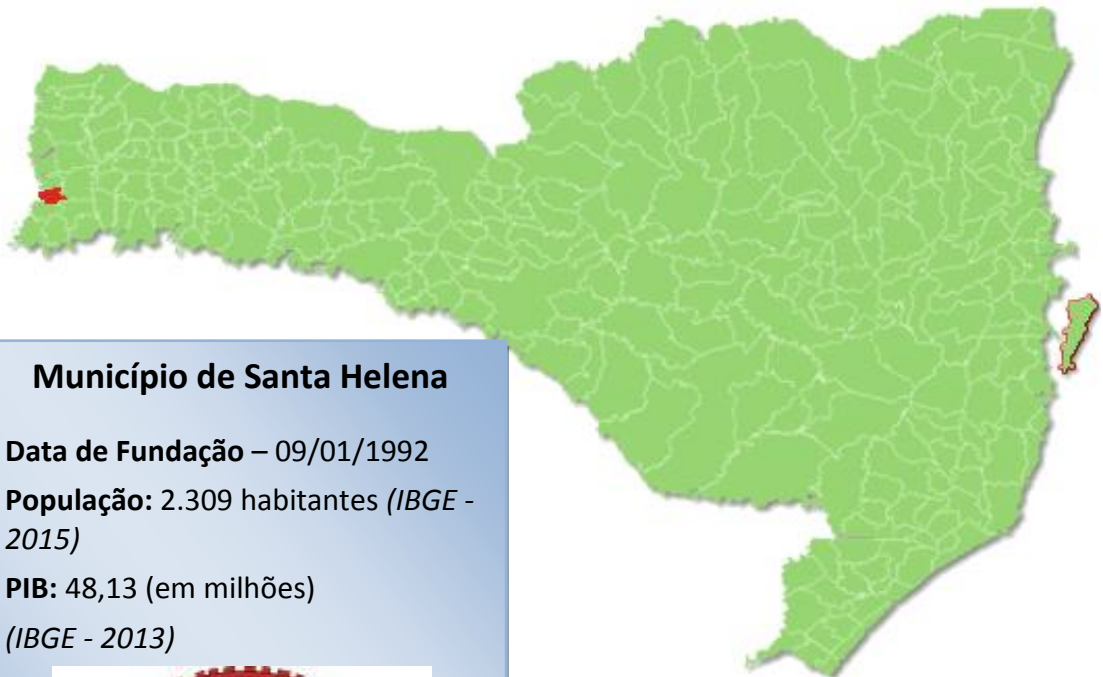 Município de Santa Helena
Data de Fundação – 09/01/1992
População: 2.309 habitantes (IBGE -
2015)
PIB: 48,13 (em milhões)
(IBGE - 2013)